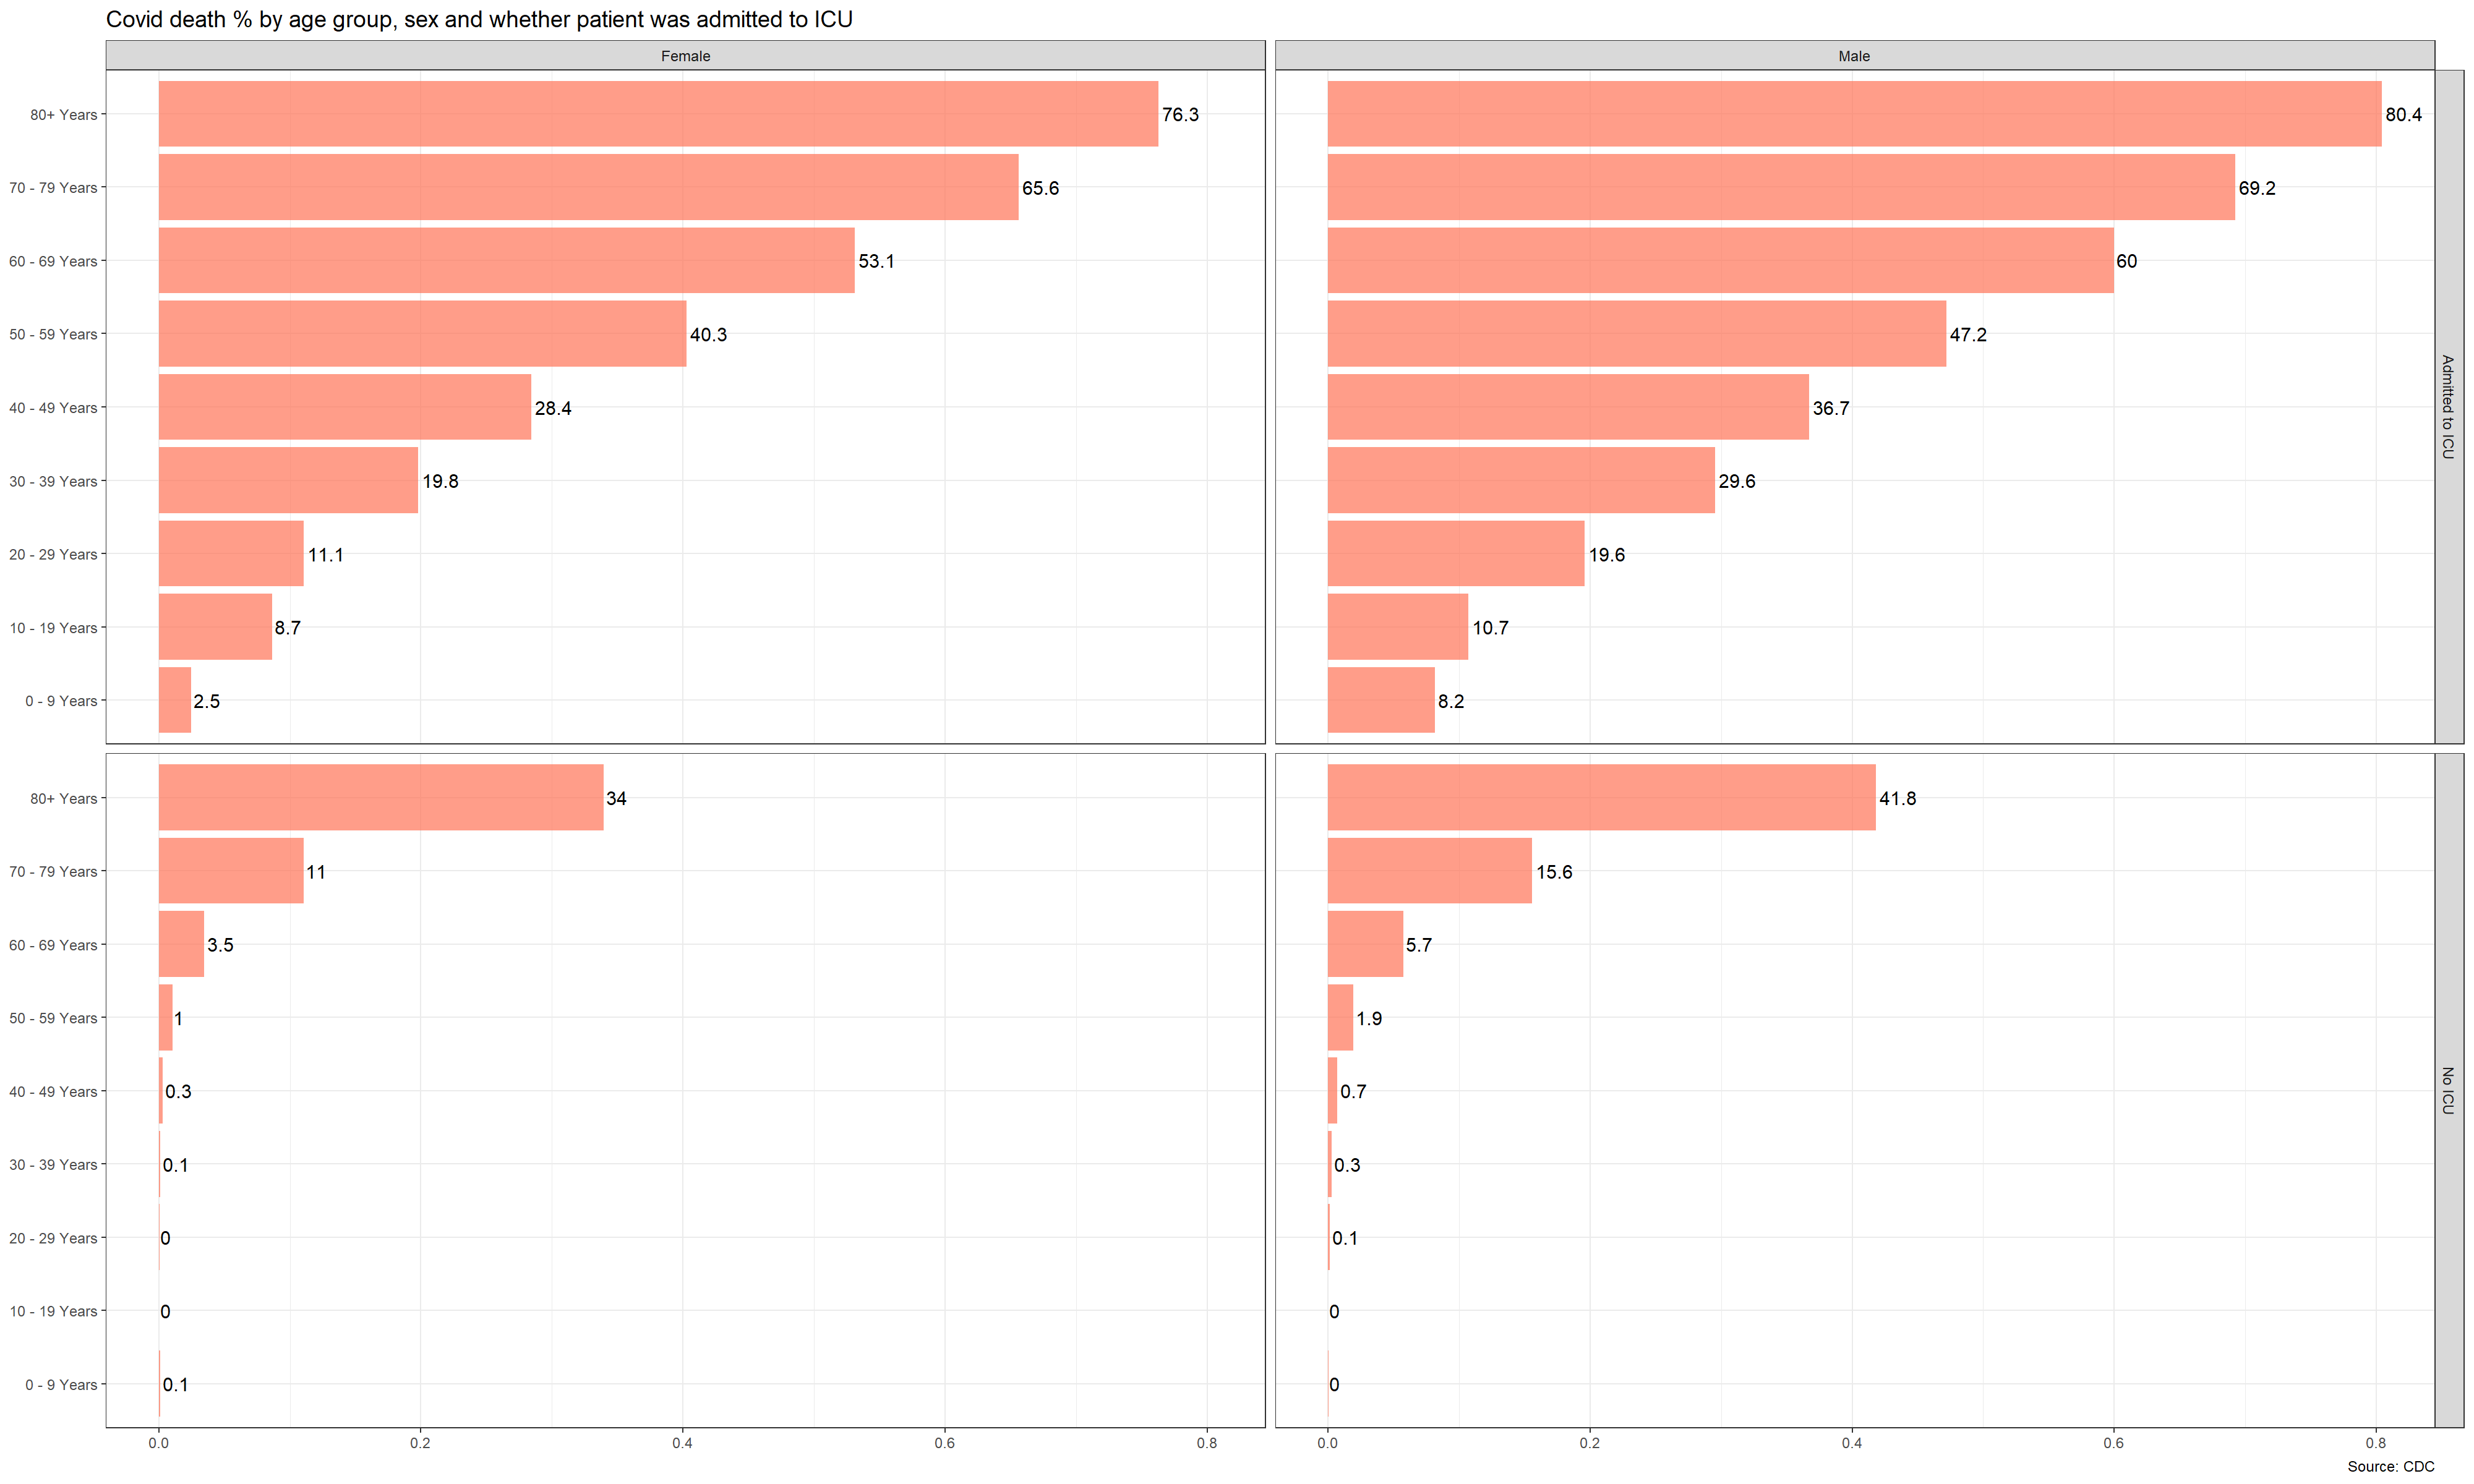 Covid death % by age group, sex and whether patient was admitted to ICU
Female
Male
80+ Years
76.3
80.4
70 - 79 Years
65.6
69.2
60 - 69 Years
53.1
60
50 - 59 Years
40.3
47.2
40 - 49 Years
28.4
36.7
30 - 39 Years
19.8
29.6
20 - 29 Years
11.1
19.6
10 - 19 Years
8.7
10.7
0 - 9 Years
2.5
8.2
Admitted to ICU
80+ Years
34
41.8
70 - 79 Years
11
15.6
60 - 69 Years
3.5
5.7
50 - 59 Years
1
1.9
40 - 49 Years
0.3
0.7
30 - 39 Years
0.1
0.3
20 - 29 Years
0
0.1
10 - 19 Years
0
0
0 - 9 Years
0.1
0
No ICU
0.0 0.2 0.4 0.6 0.8
0.0 0.2 0.4 0.6 0.8
Source: CDC